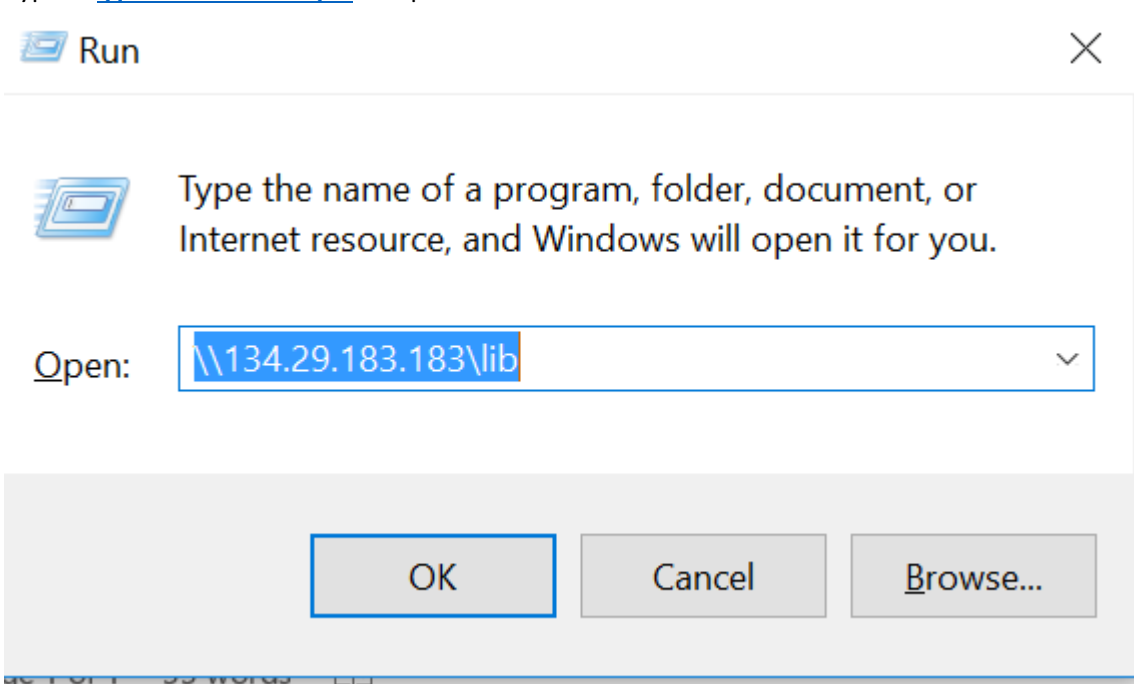 Run
Type the name of a program, folder, document, or
Internet resource, and Windows will open it for you.
Open: \\134.29.183.183\lib
OK Cancel Browse...